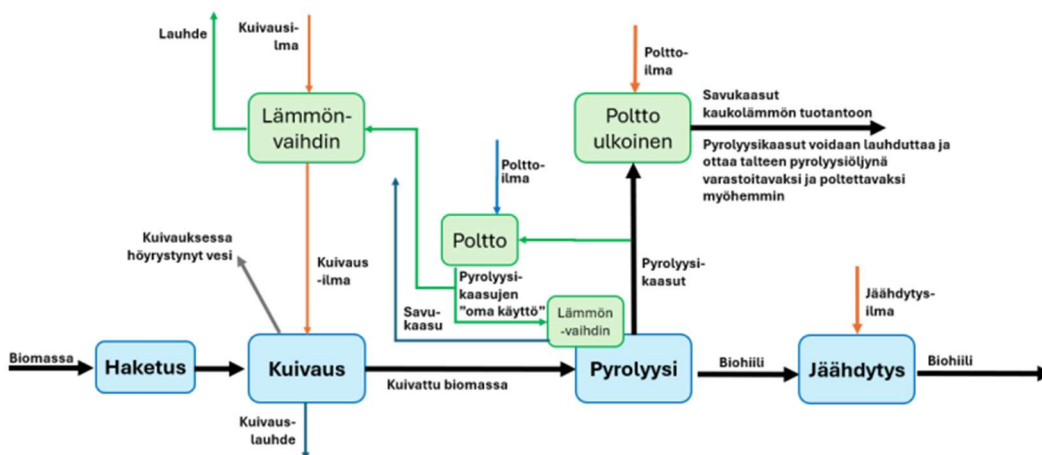 Lauhde
Kuivausi-
lma
Poltto-
ilma
Lämmön-
vaihdin
Poltto
ulkoinen
Savukaasut
kaukolämmön tuotantoon
Pyrolyysikaasut voidaan lauhduttaa ja
ottaa talteen pyrolyysiöljynä
varastoitavaksi ja poltettavaksi
myöhemmin
Poltto-
ilma
Poltto
Kuivauksessa
höyrystynyt vesi
Kuivaus
-ilma
Pyrolyysi-
kaasujen
"oma käyttö"
Pyrolyysi-
kaasut
Savu-
kaasu
Lämmön
-vaihdin
Jäähdytys-
ilma
Biomassa
Haketus
Kuivaus
Kuivattu biomassa
Pyrolyysi
Biohiili
Jäähdytys
Biohiili
Kuivaus-
lauhde